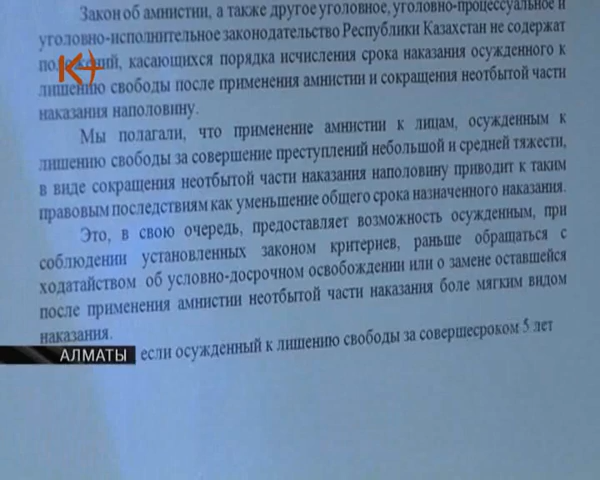 Закон об амнистии, а также другое уголовное, уголовно-процессуальное и
уголовно-исполнительное законодательство Республики Казахстан не содержат
касающихся порядка исчисления срока наказания осужденного к
лишению свободы после применения амнистии и сокращения неотбытой части
наказания наполовину.
Мы полагали, что применение амнистии к лицам, осужденным к
лишению свободы за совершение преступлений небольшой и средней тяжести,
в виде сокращения неотбытой части наказания наполовину приводит к таким
правовым последствиям как уменьшение общего срока назначенного наказания.
Это, в свою очередь, предоставляет возможность осужденным, при
соблюдении установленных законом критериев, раньше обращаться с
ходатайством об условно-досрочном освобождении или о замене оставшейся
после применения амнистии неотбытой части наказания боле мягким видом
наказания.
если осужденный к лишению свободы за совершесроком 5 лет
K+
АЛМАТЫ